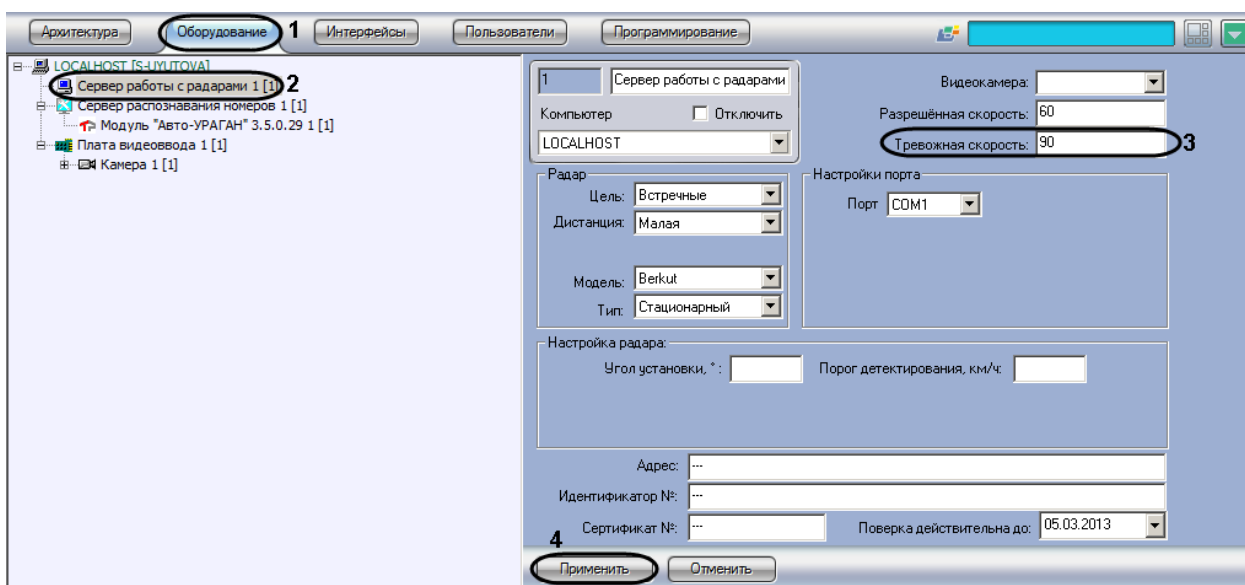 Архитектура Оборудование 1 Интерфейсы Пользователи Программирование
LOCALHOST [S-UYUTOVA]
Сервер работы с радарами 1 [1] 2
Сервер распознавания номеров 1 [1]
Модуль "Авто-УРАГАН" 3.5.0.29 1 [1]
Плата видеоввода 1 [1]
Камера 1 [1]
1 Сервер работы с радарами
Компьютер Отключить
LOCALHOST
Видеокамера:
Разрешённая скорость: 60
Тревожная скорость: 90 3
Радар
Цель: Встречные
Дистанция: Малая
Модель: Berkut
Тип: Стационарный
Настройки порта
Порт COM1
Настройка радара:
Угол установки, ° : Порог детектирования, км/ч:
Адрес: ---
Идентификатор №: ---
Сертификат №: --- Поверка действительна до: 05.03.2013
4
Применить Отменить